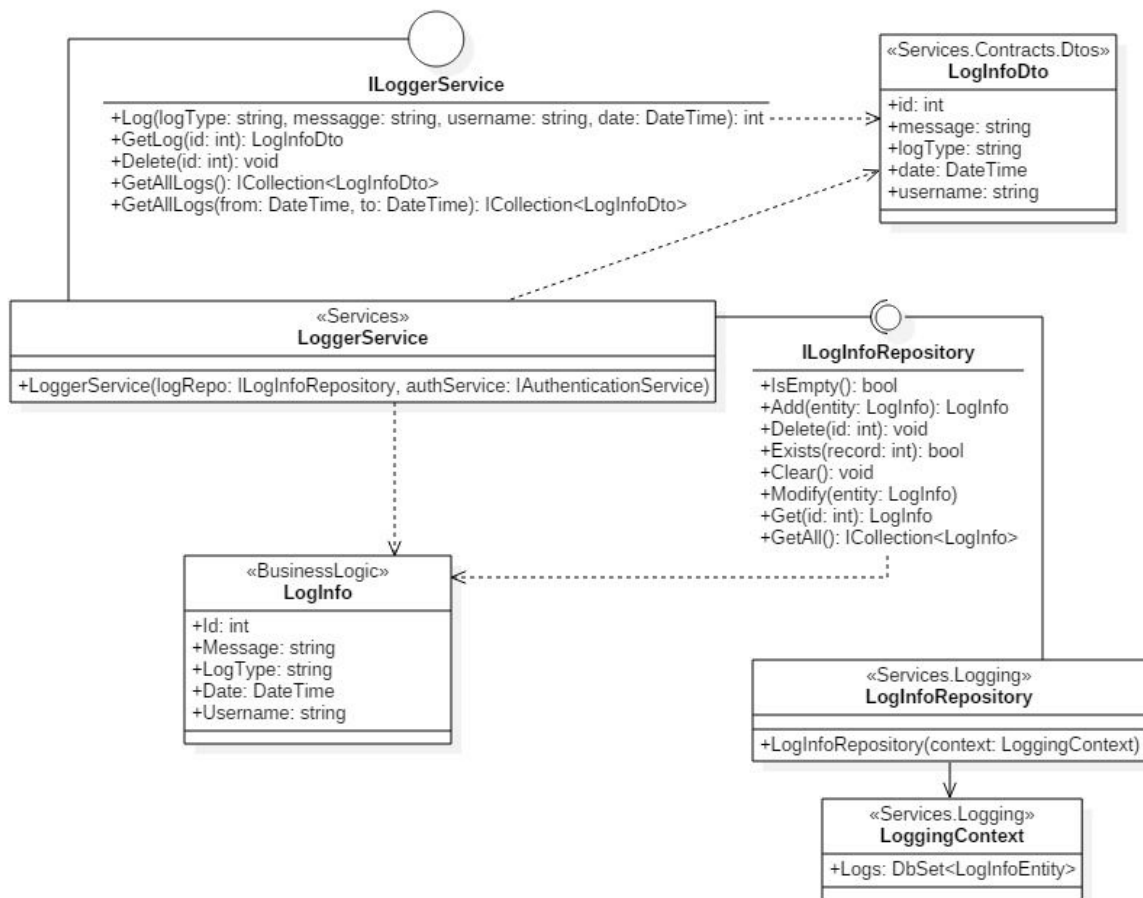 ILoggerService
+Log(logType: string, messagge: string, username: string, date: DateTime): int
+GetLog(id: int): LogInfoDto
+Delete(id: int): void
+GetAllLogs(): ICollection<LogInfoDto>
+GetAllLogs(from: DateTime, to: DateTime): ICollection<LogInfoDto>
«Services.Contracts.Dtos»
LogInfoDto
+id: int
+message: string
+logType: string
+date: DateTime
+username: string
«Services»
LoggerService
+LoggerService(logRepo: ILogInfoRepository, authService: IAuthenticationService)
ILogInfoRepository
+IsEmpty(): bool
+Add(entity: LogInfo): LogInfo
+Delete(id: int): void
+Exists(record: int): bool
+Clear(): void
+Modify(entity: LogInfo)
+Get(id: int): LogInfo
+GetAll(): ICollection<LogInfo>
«BusinessLogic»
LogInfo
+Id: int
+Message: string
+LogType: string
+Date: DateTime
+Username: string
«Services.Logging»
LogInfoRepository
+LogInfoRepository(context: LoggingContext)
«Services.Logging»
LoggingContext
+Logs: DbSet<LogInfoEntity>